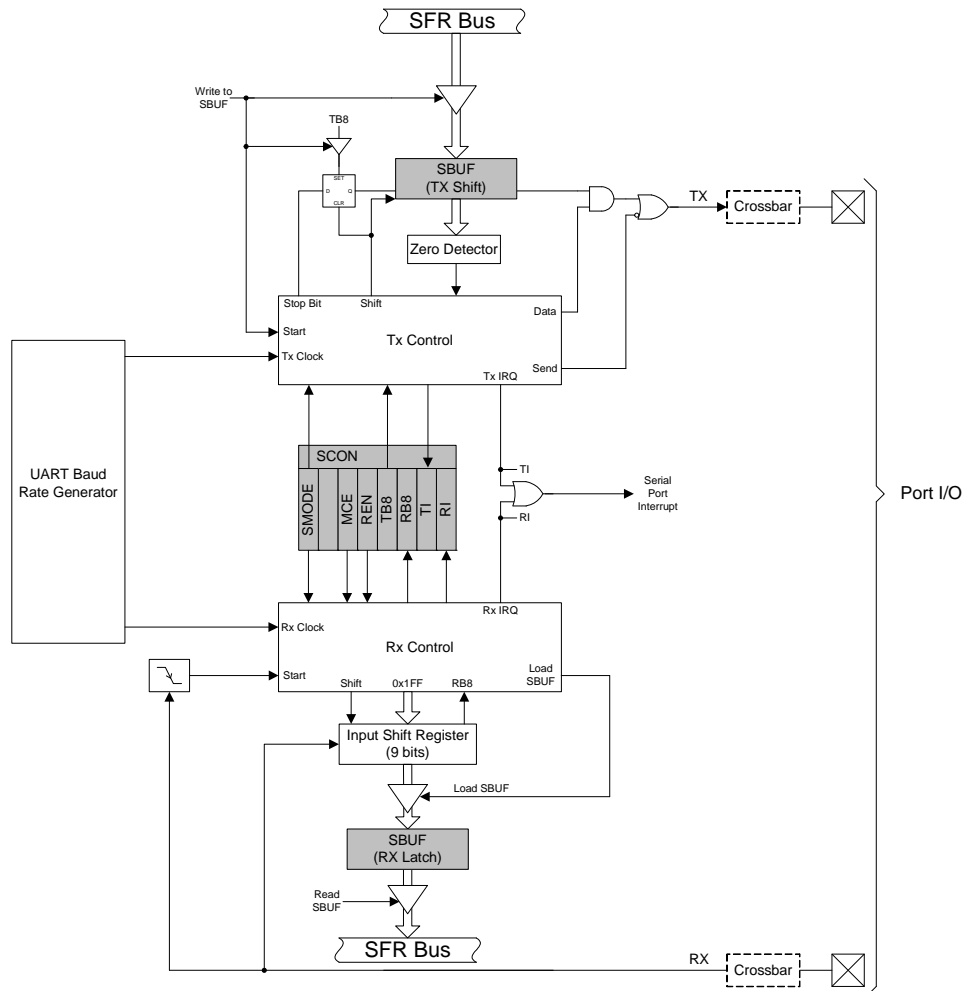 SFR Bus
Write to
SBUF
TB8
SET
D
Q
CLR
SBUF
(TX Shift)
TX
Crossbar
Zero Detector
Stop Bit
Shift
Data
Start
Tx Control
Tx Clock
Send
Tx IRQ
UART Baud
Rate Generator
SCON
SMODE
MCE
REN
TB8
RB8
TI
RI
TI
Serial
Port
Interrupt
RI
Port I/O
Rx IRQ
Rx Clock
Rx Control
Start
Load
SBUF
Shift
0x1FF
RB8
Input Shift Register
(9 bits)
Load SBUF
SBUF
(RX Latch)
Read
SBUF
SFR Bus
RX
Crossbar